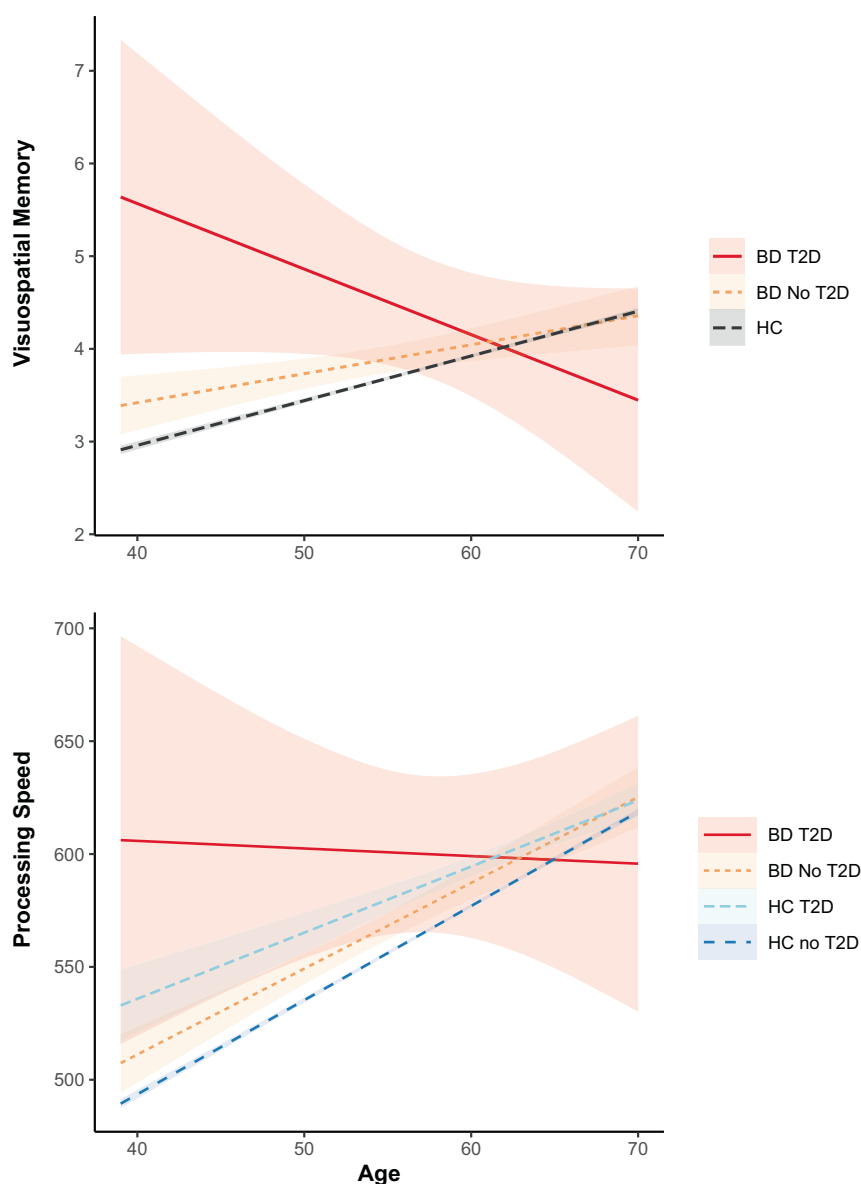 Visuospatial Memory
7
6
5
4
3
2
40 50 60 70
BD T2D
BD No T2D
HC
Processing Speed
700
650
600
550
500
40 50 60 70
Age
BD T2D
BD No T2D
HC T2D
HC no T2D